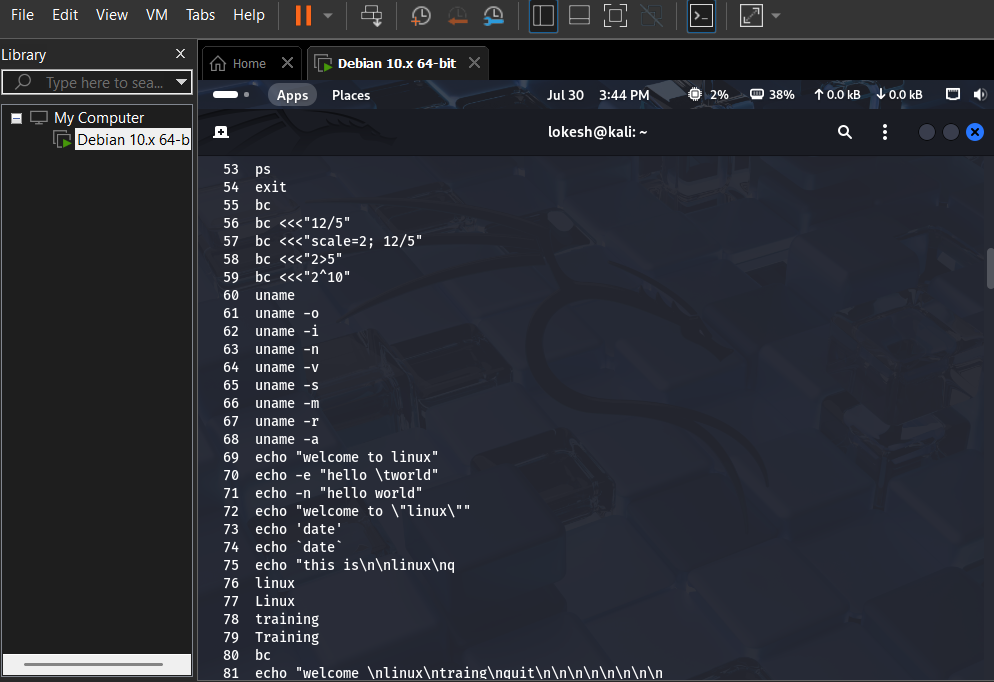 File Edit View VM Tabs Help
Library
Type here to sea...
My Computer
Debian 10.x 64-b
Home
Debian 10.x 64-bit
Apps Places Jul 30 3:44 PM 2% 38% 0.0 kB 0.0 kB
lokesh@kali: ~
53 ps
54 exit
55 bc
56 bc <<<"12/5"
57 bc <<<"scale=2; 12/5"
58 bc <<<"2>5"
59 bc <<<"2^10"
60 uname
61 uname -o
62 uname -i
63 uname -n
64 uname -v
65 uname -s
66 uname -m
67 uname -r
68 uname -a
69 echo "welcome to linux"
70 echo -e "hello \tworld"
71 echo -n "hello world"
72 echo "welcome to \"linux\""
73 echo 'date'
74 echo `date`
75 echo "this is\n\nlinux\nq
76 linux
77 Linux
78 training
79 Training
80 bc
81 echo "welcome \nlinux\ntraing\nquit\n\n\n\n\n\n\n\n